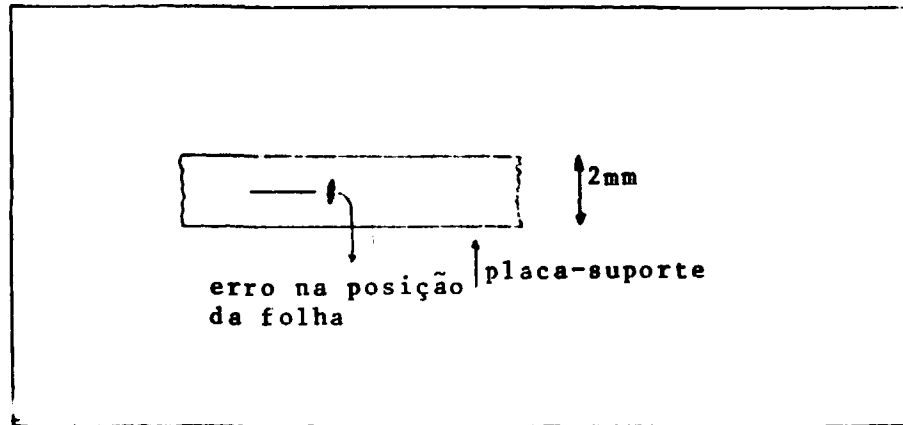 2mm
placa-suporte
erro na posição
da folha